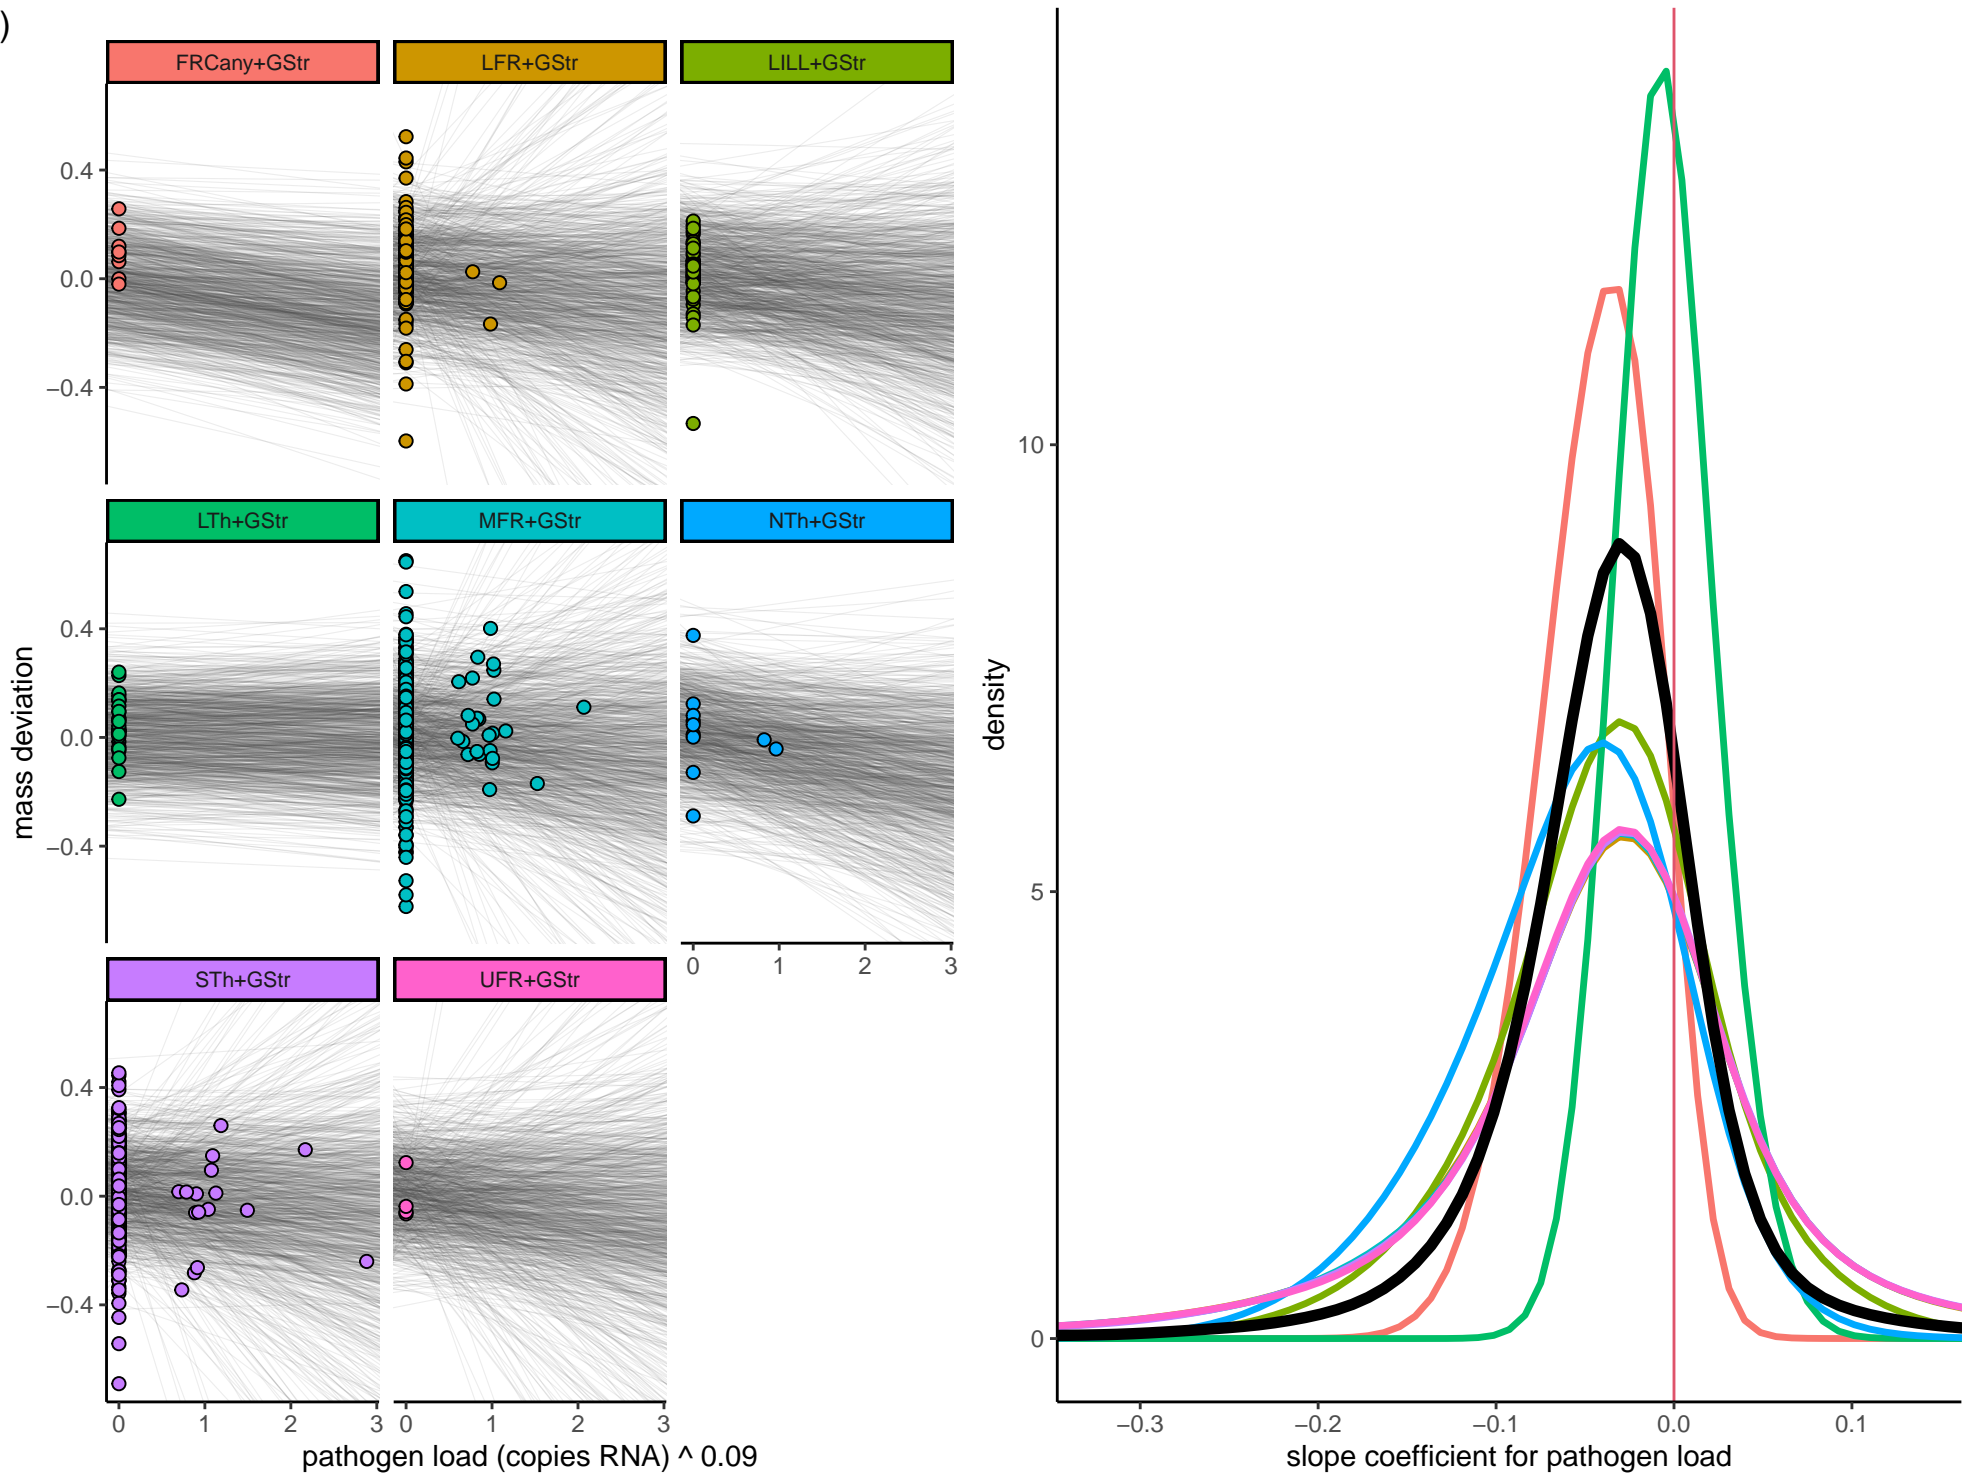 )
FRCany+GStr
LFR+GStr
LILL+GStr
0.4
0.0
−0.4
LTh+GStr
MFR+GStr
NTh+GStr
0.4
0.0
−0.4
0 1 2 3
STh+GStr
UFR+GStr
0.4
0.0
−0.4
0 1 2 3
0 1 2 3
mass deviation
pathogen load (copies RNA) ^ 0.09
density
10
5
0
−0.3 −0.2 −0.1 0.0 0.1
slope coefficient for pathogen load